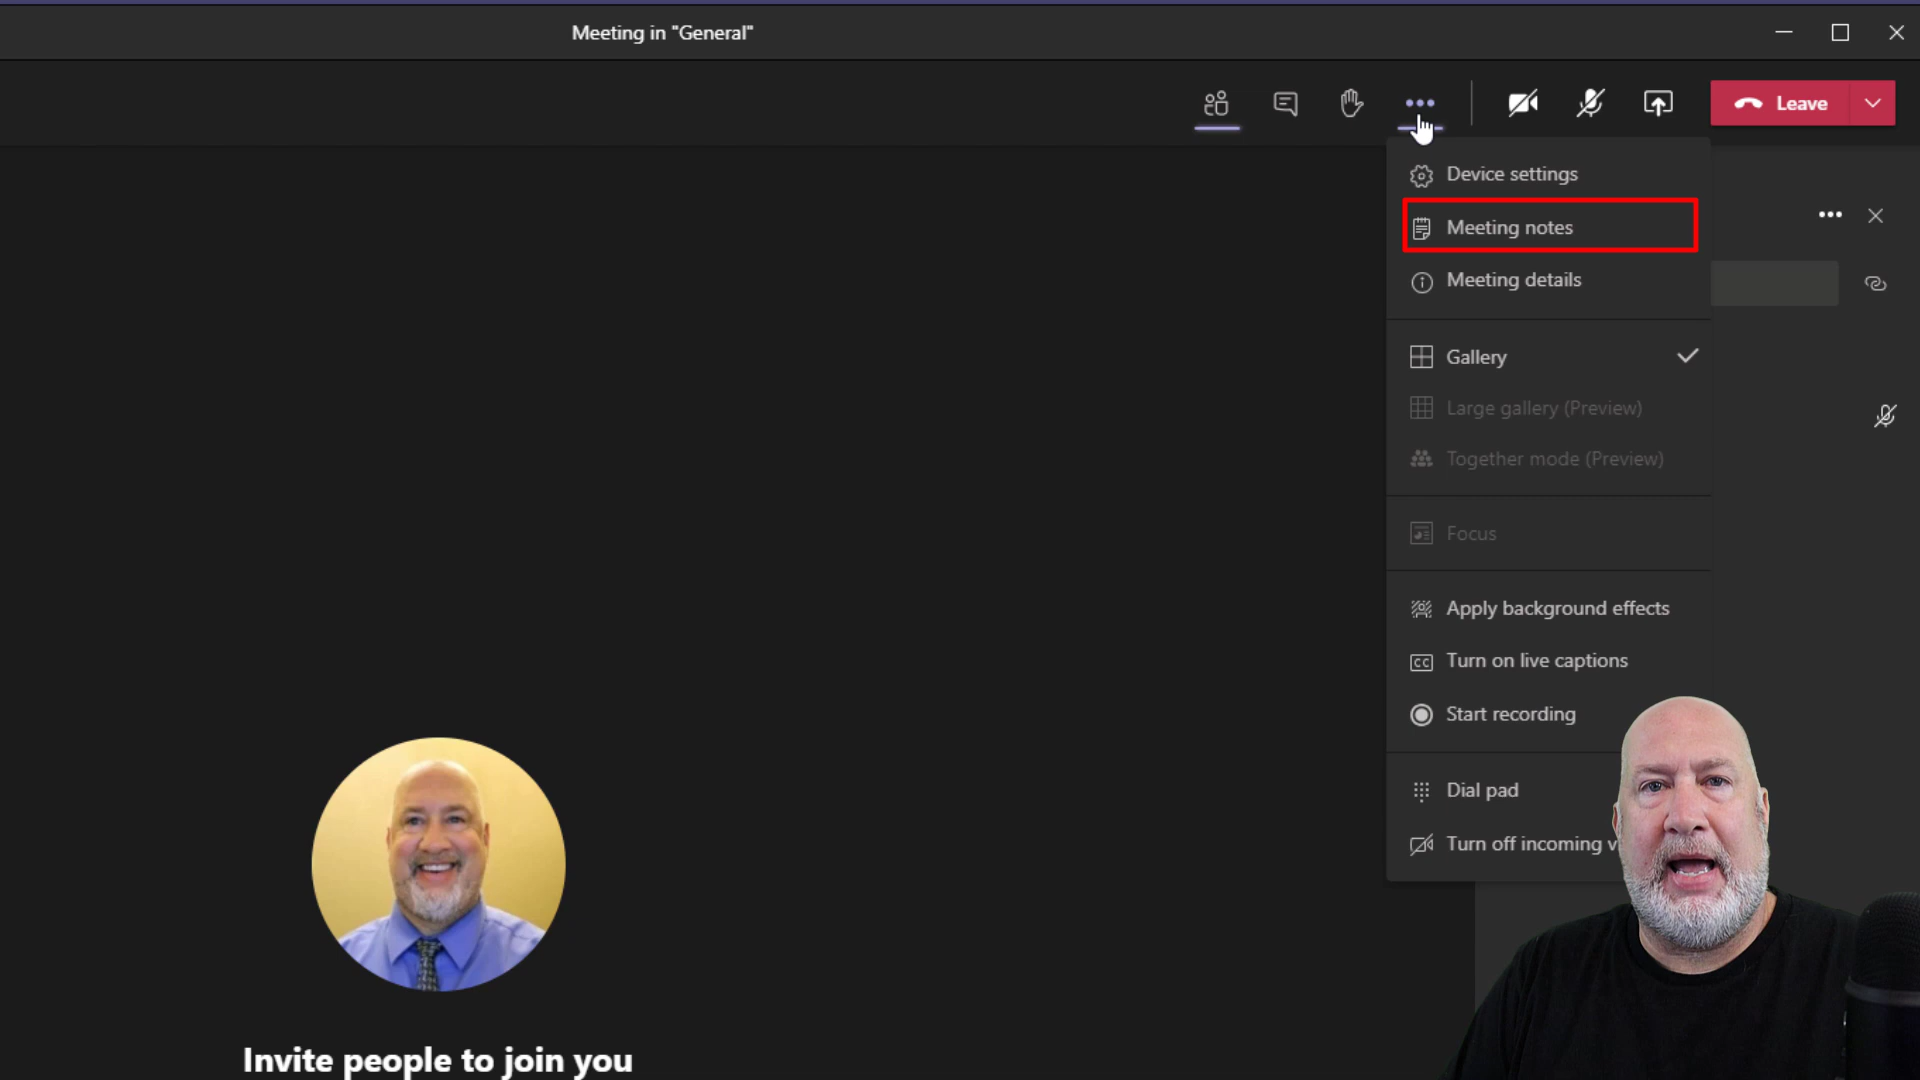 Meeting in "General"
Leave
Device settings
Meeting notes
Meeting details
Gallery
Large gallery (Preview)
Together mode (Preview)
Focus
Apply background effects
CC Turn on live captions
Start recording
Dial pad
Turn off incoming v
Invite people to join you